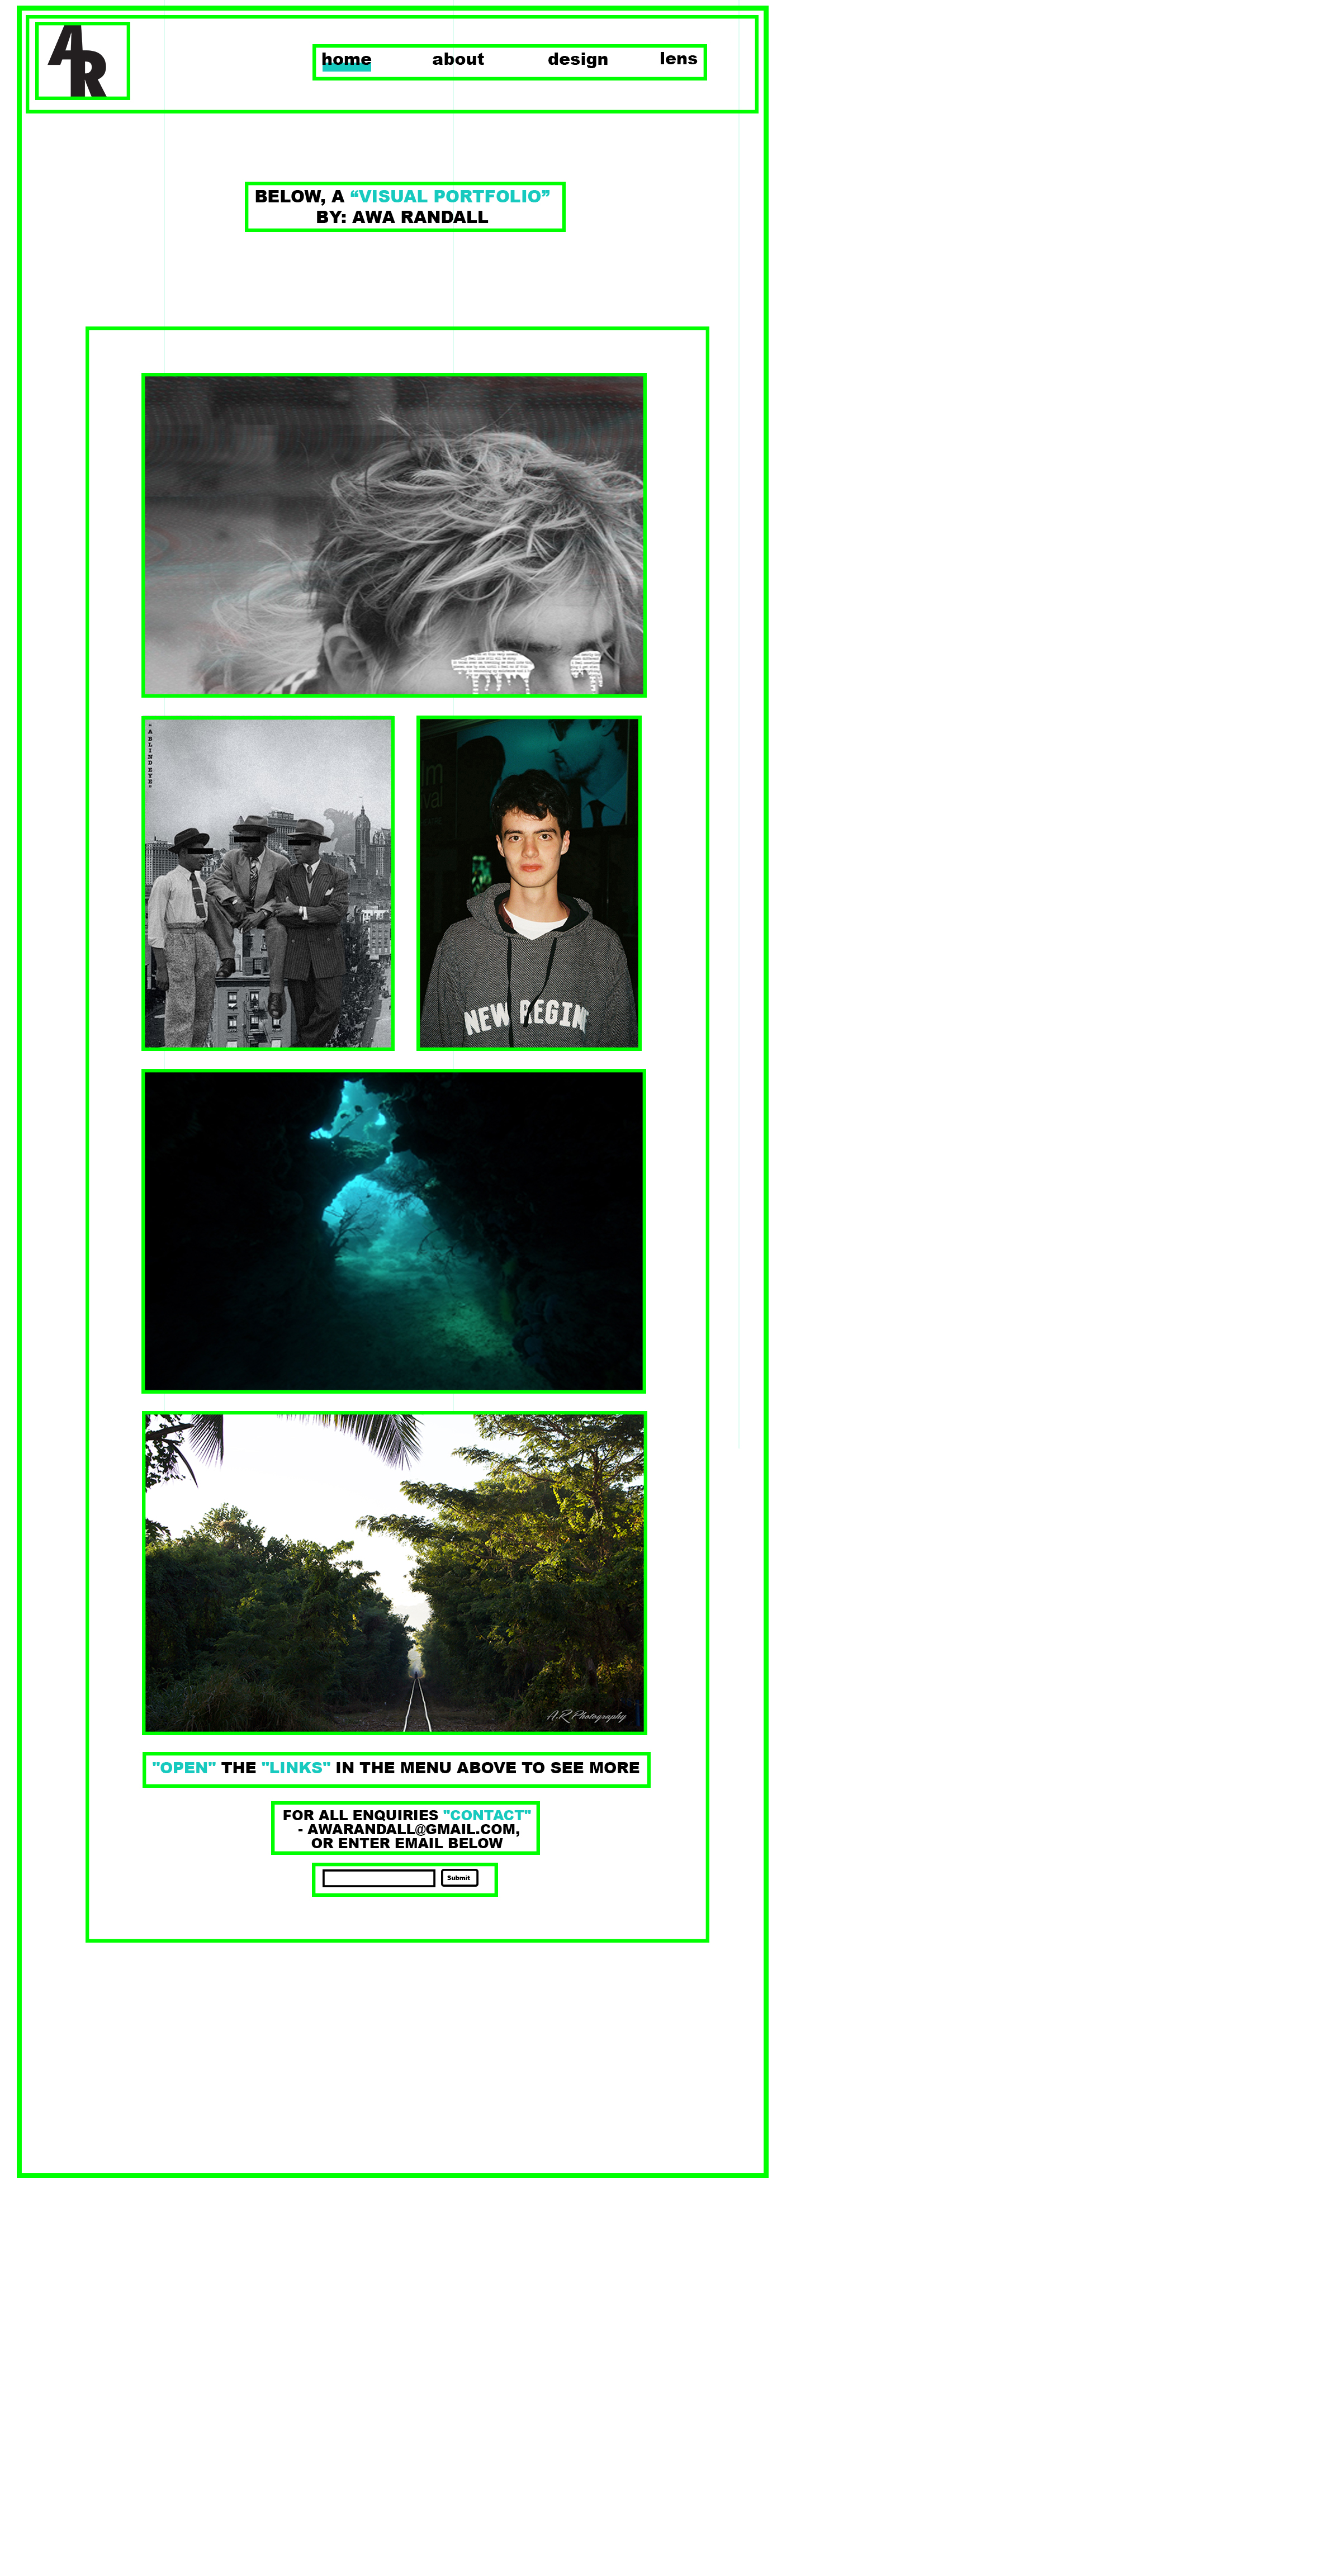 AR
home about design lens
BELOW, A “VISUAL PORTFOLIO”
BY: AWA RANDALL
"A BLIND EYE"
NEW REGIN
A.R Photography
"OPEN" THE "LINKS" IN THE MENU ABOVE TO SEE MORE
FOR ALL ENQUIRIES "CONTACT"
- AWARANDALL@GMAIL.COM,
OR ENTER EMAIL BELOW
Submit